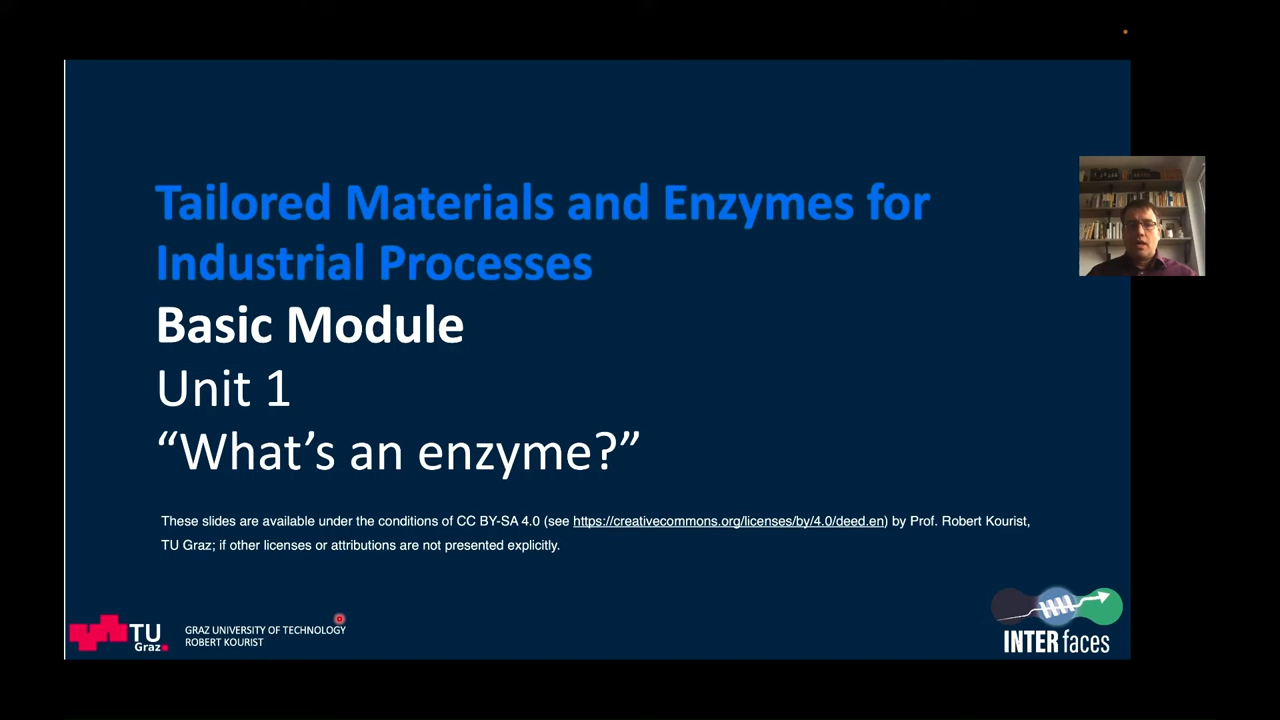 Tailored Materials and Enzymes for
Industrial Processes
Basic Module
Unit 1
“What’s an enzyme?”
These slides are available under the conditions of CC BY-SA 4.0 (see https://creativecommons.org/licenses/by/4.0/deed.en) by Prof. Robert Kourist,
TU Graz; if other licenses or attributions are not presented explicitly.
TU
Graz
GRAZ UNIVERSITY OF TECHNOLOGY
ROBERT KOURIST
INTERfaces